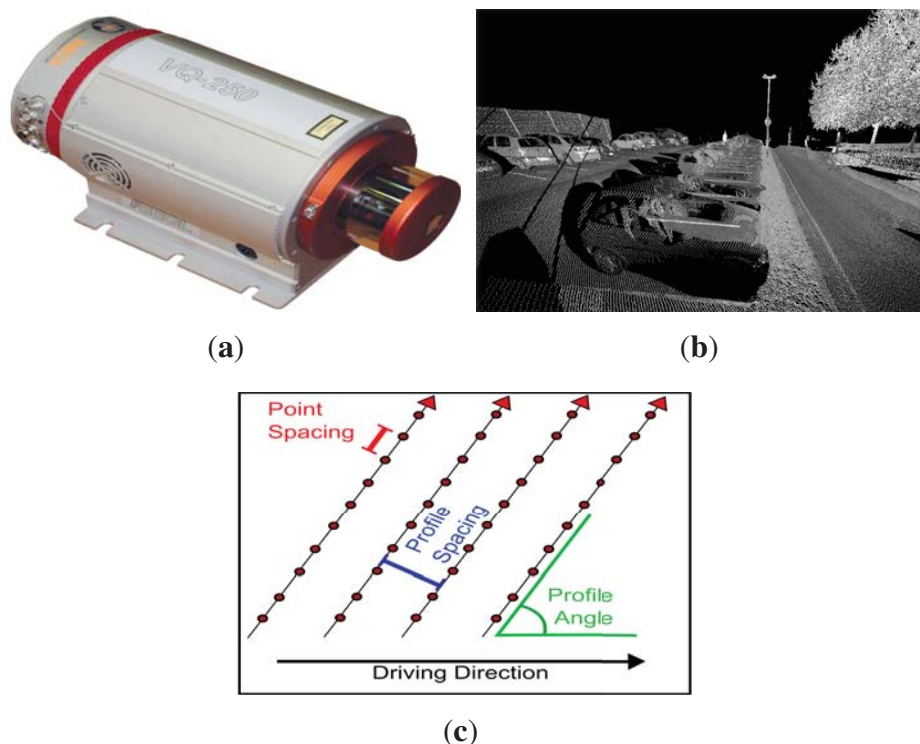 VQ-250
(a)
(b)
Point
Spacing
Profile
Spacing
Profile
Angle
Driving Direction
(c)